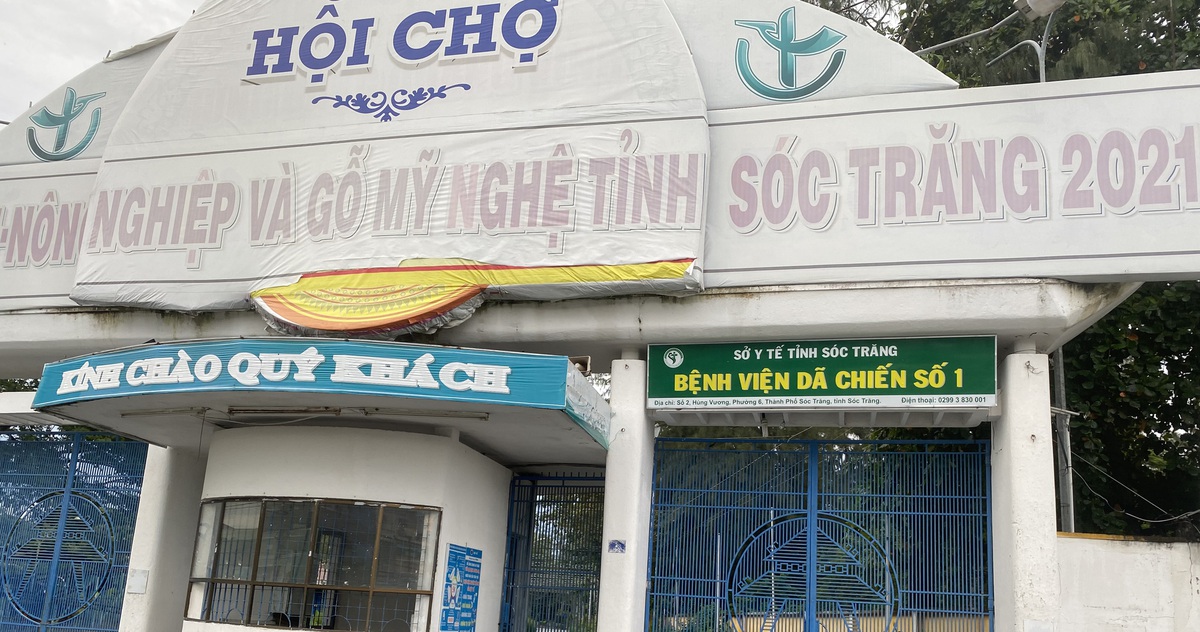 HỘI CHỢ
-NÔN NGHIỆP VÀ GỖ MỸ NGHỆ TỈNH SÓC TRĂNG 2021
KÍNH CHÀO QUÝ KHÁCH
SỞ Y TẾ TỈNH SÓC TRĂNG
BỆNH VIỆN DÃ CHIẾN SỐ 1
Địa chỉ: Số 2, Hùng Vương, Phường 6, Thành Phố Sóc Trăng, tỉnh Sóc Trăng. Điện thoại: 0299 3 830 001